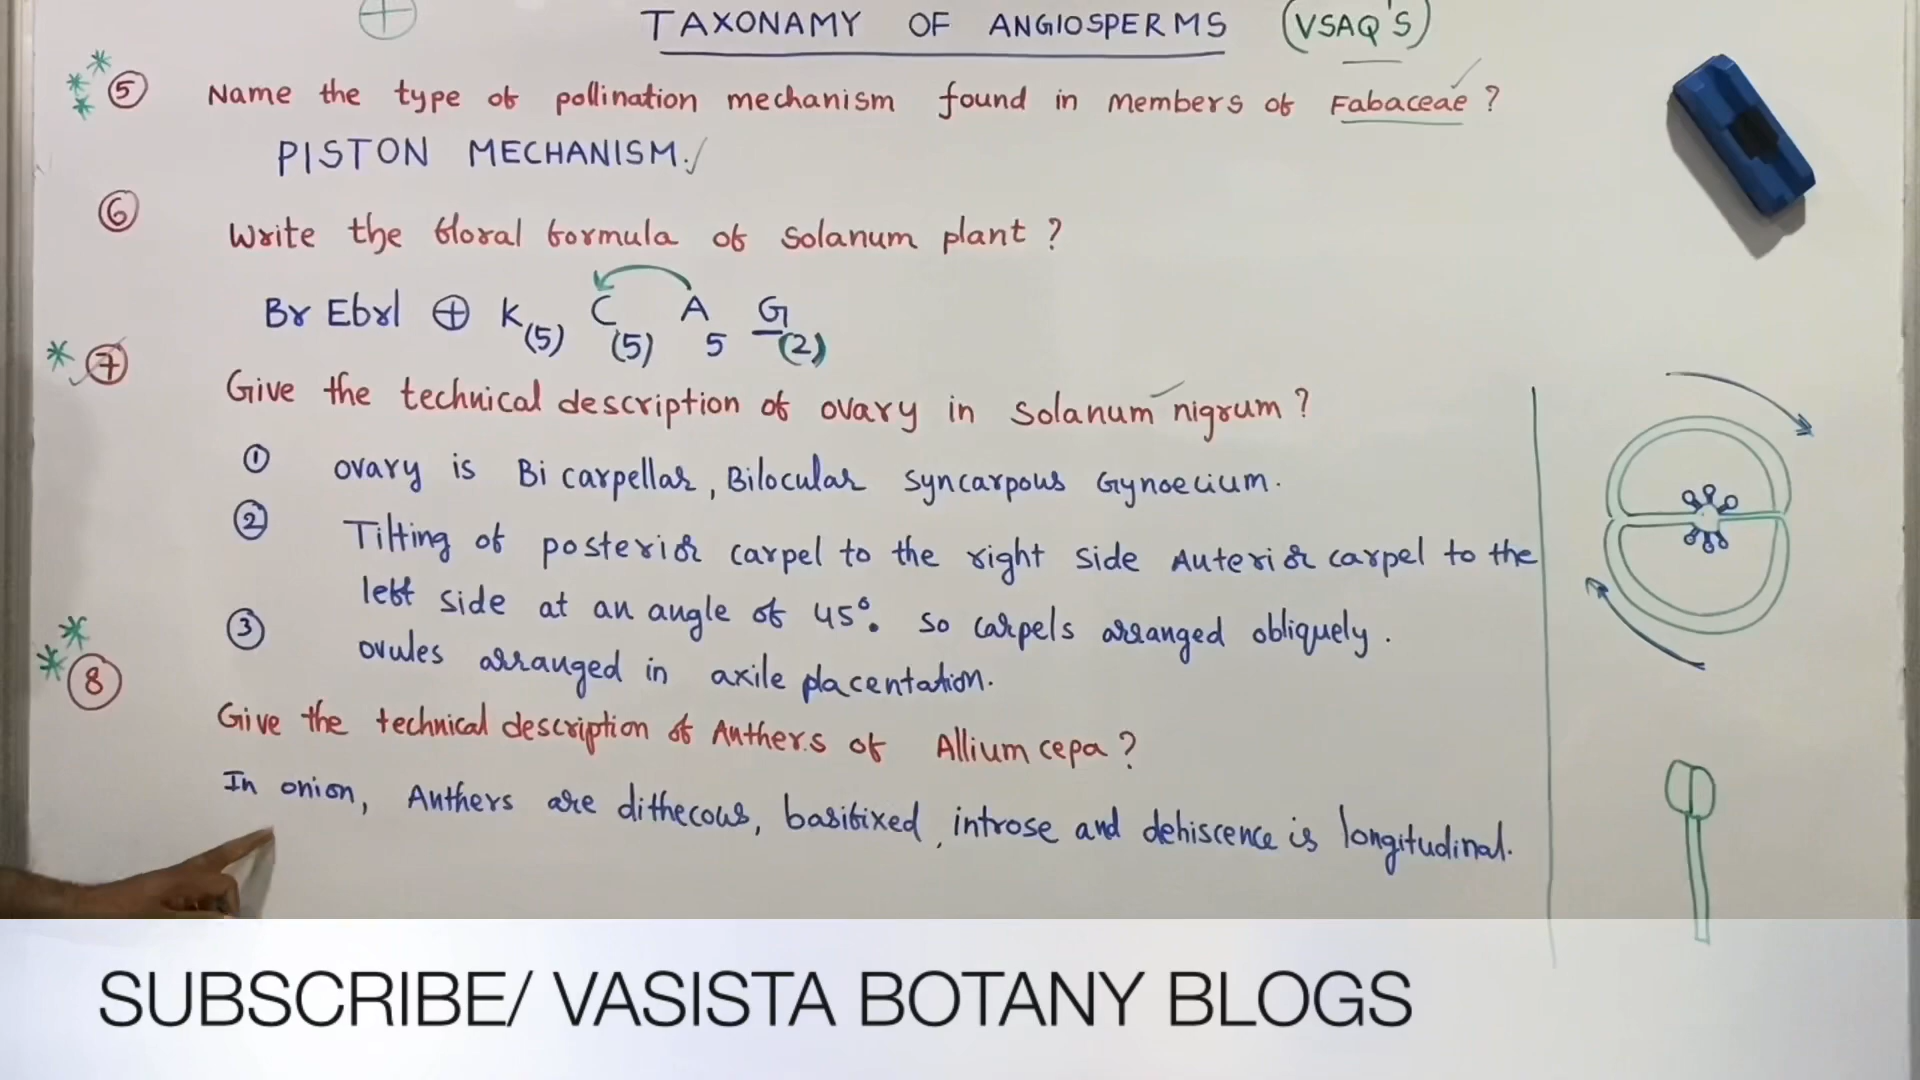 TAXONAMY OF ANGIOSPERMS (VSAQ'S)
5 Name the type of pollination mechanism found in members of Fabaceae ?
PISTON MECHANISM.
6
Write the floral formula of Solanum plant ?
Br Ebrl ⊕ K(5) C(5) A5 G(2)
7
Give the technical description of ovary in Solanum nigrum ?
1 ovary is Bi carpellar, Bilocular syncarpous Gynoecium.
2 Tilting of posterior carpel to the right side Auterior carpel to the
left side at an angle of 45°. so carpels arranged obliquely.
3 ovules arranged in axile placentation.
8
Give the technical description of Anthers of Allium cepa ?
In onion, Anthers are dithecous, basifixed, introse and dehiscence is longitudinal.
SUBSCRIBE/ VASISTA BOTANY BLOGS